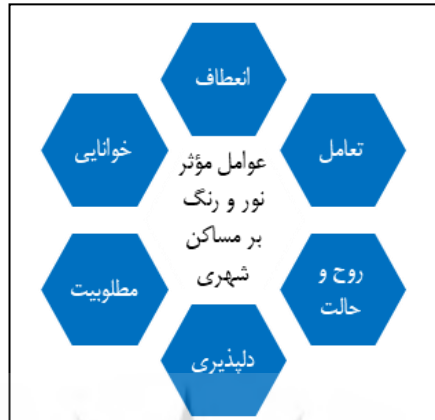 انعطاف
تعامل
خوانایی
عوامل مؤثر
نور و رنگ
بر مساکن
شهری
روح و
حالت
مطلوبیت
دلپذیری